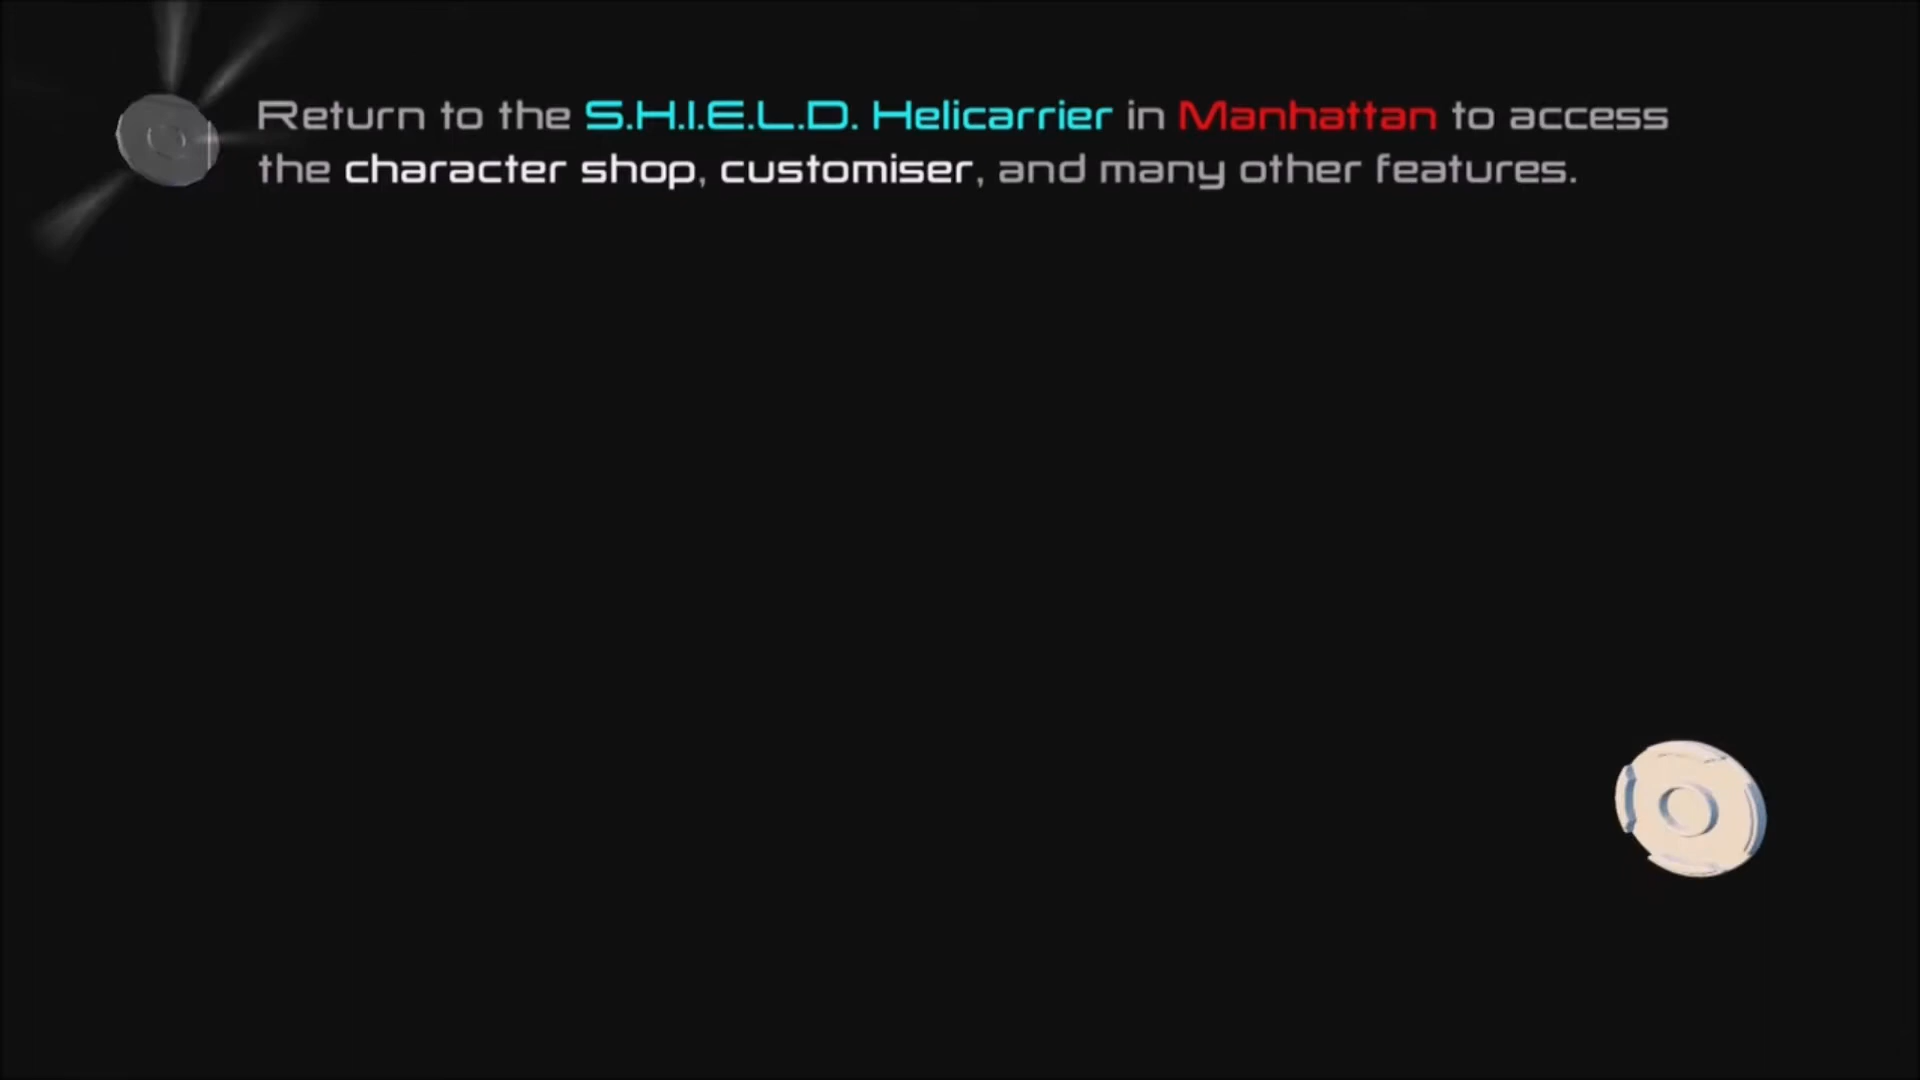 Return to the S.H.I.E.L.D. Helicarrier in Manhattan to access
the character shop, customiser, and many other features.